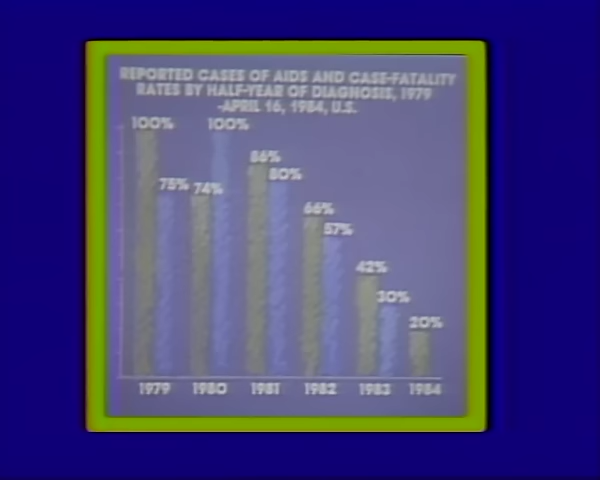 REPORTED CASES OF AIDS AND CASE-FATALITY
RATES BY HALF-YEAR OF DIAGNOSIS, 1979
-APRIL 16, 1984, U.S.
100% 100%
86%
80%
75% 74%
66%
57%
42%
30%
20%
1979 1980 1981 1982 1983 1984